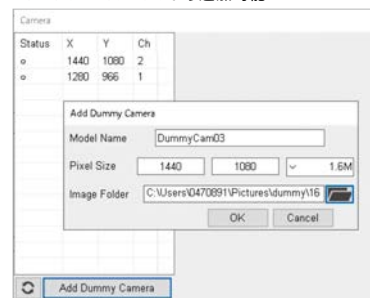 Camera
Status X Y Ch
o 1440 1080 2
o 1280 966 1
Add Dummy Camera
Model Name DummyCam03
Pixel Size 1440 1080 1.6M
Image Folder C:\Users\0470891\Pictures\dummy\16
OK Cancel
Add Dummy Camera